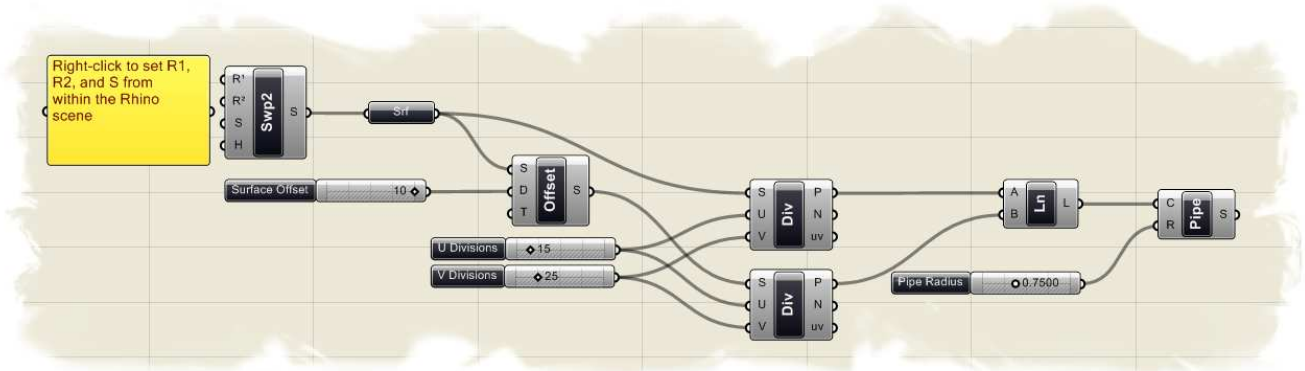 Right-click to set R1,
R2, and S from
within the Rhino
scene
R¹
R²
S
H
Swp2
S
Srf
Surface Offset 10
S
D
T
Offset
S
U Divisions 15
V Divisions 25
S
U
V
Div
P
N
uv
S
U
V
Div
P
N
uv
A
B
Ln
L
Pipe Radius 0.7500
C
R
Pipe
S